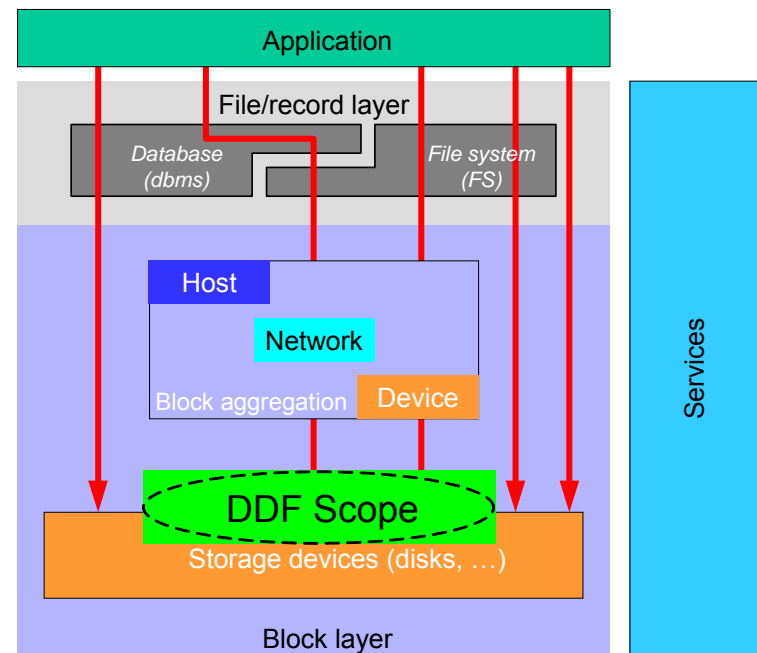 Application
File/record layer
Database
(dbms)
File system
(FS)
Host
Network
Block aggregation
Device
DDF Scope
Storage devices (disks, …)
Block layer
Services